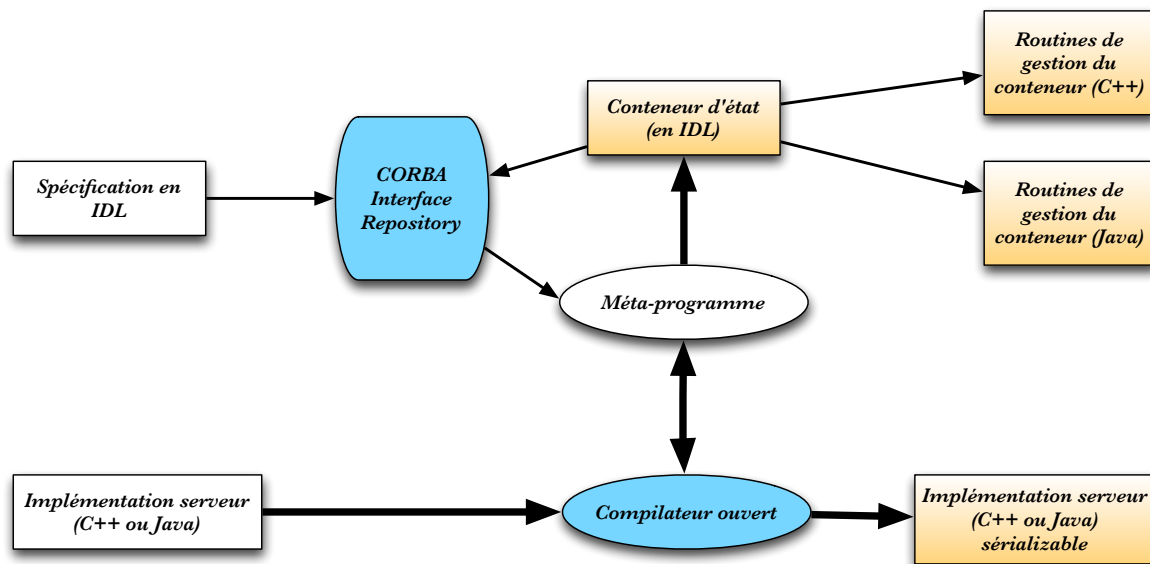 Routines de
gestion du
conteneur (C++)
Conteneur d'état
(en IDL)
CORBA
Interface
Repository
Spécification en
IDL
Routines de
gestion du
conteneur (Java)
Méta-programme
Implémentation serveur
(C++ ou Java)
Compilateur ouvert
Implémentation serveur
(C++ ou Java)
sérializable